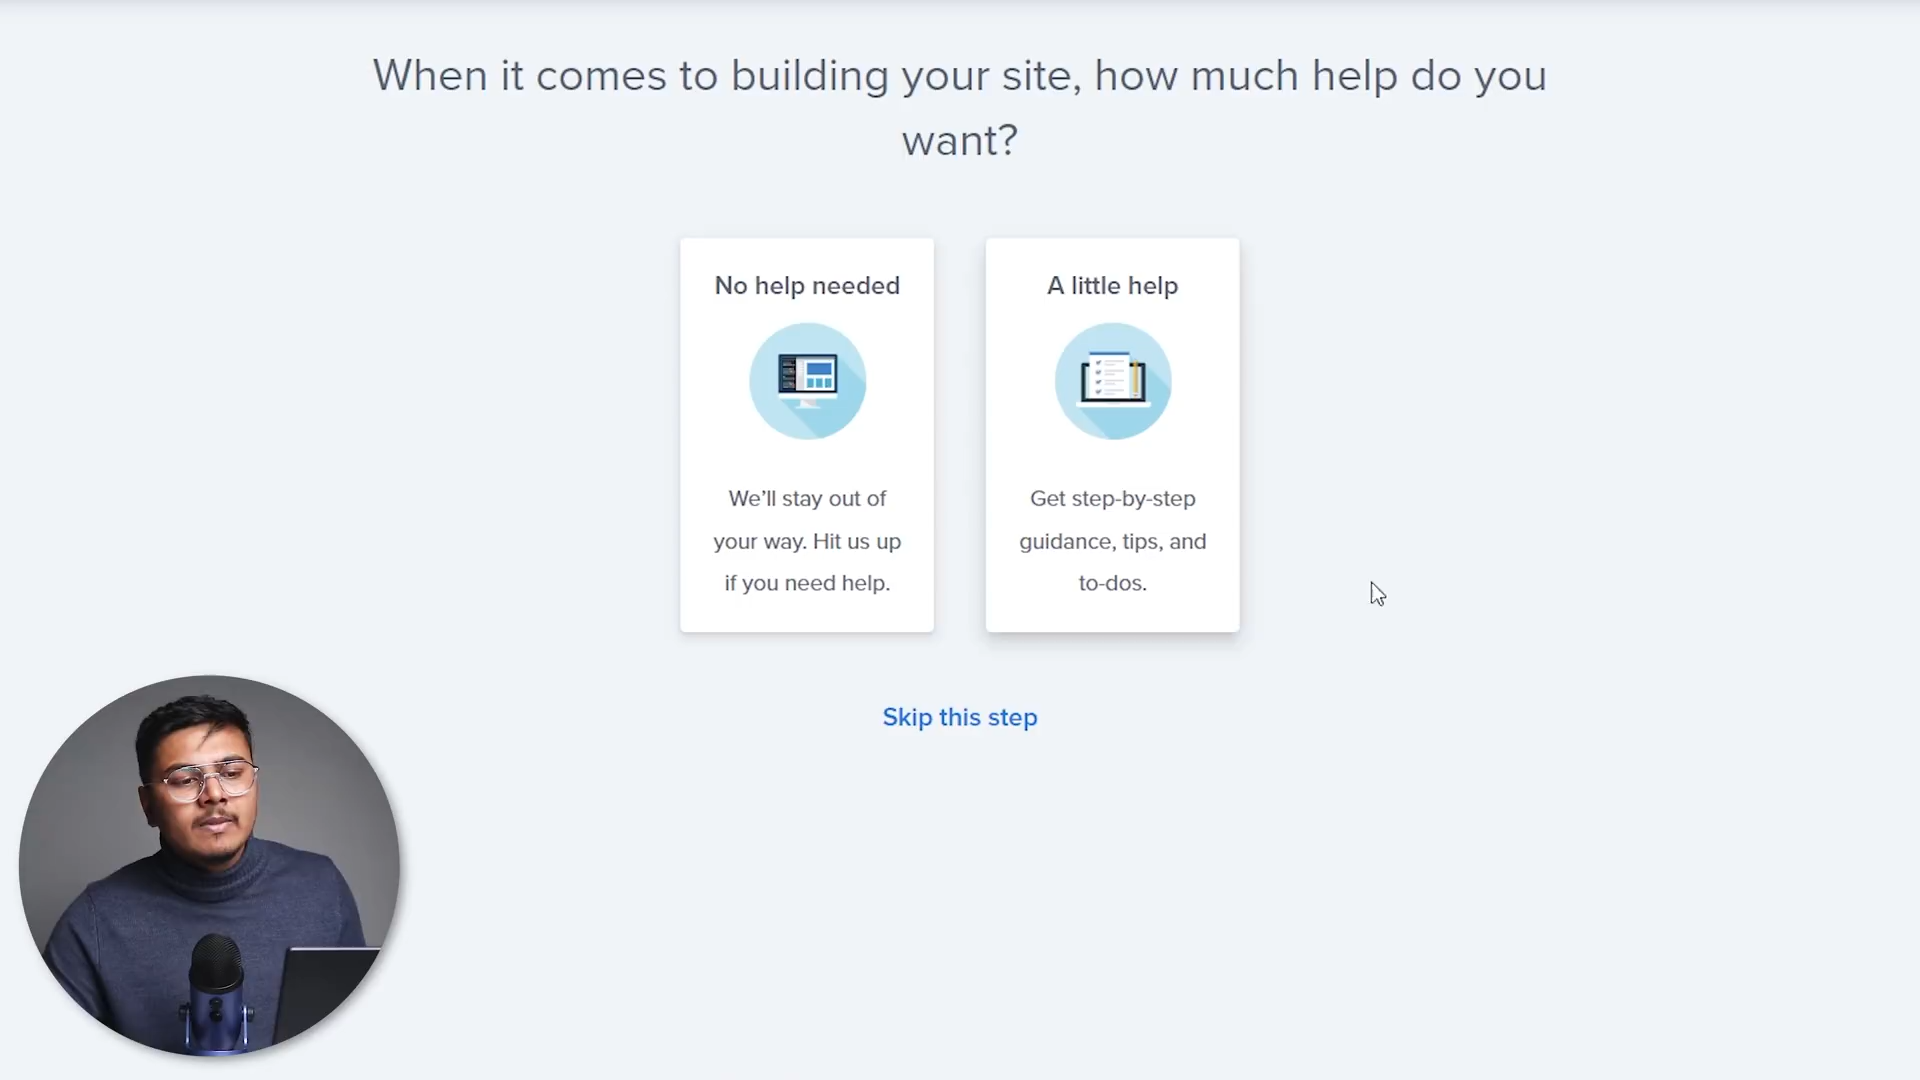 When it comes to building your site, how much help do you
want?
No help needed
We’ll stay out of
your way. Hit us up
if you need help.
A little help
Get step-by-step
guidance, tips, and
to-dos.
Skip this step